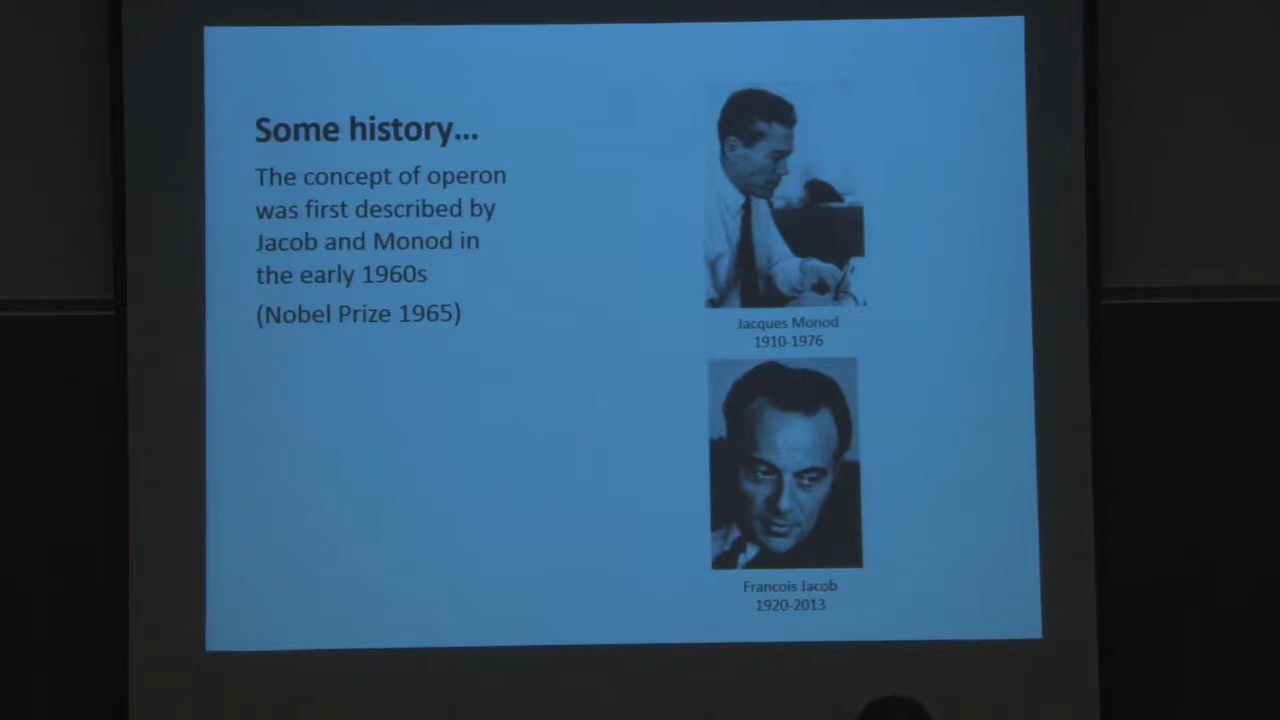 Some history...
The concept of operon
was first described by
Jacob and Monod in
the early 1960s
(Nobel Prize 1965)
Jacques Monod
1910-1976
Francois Jacob
1920-2013